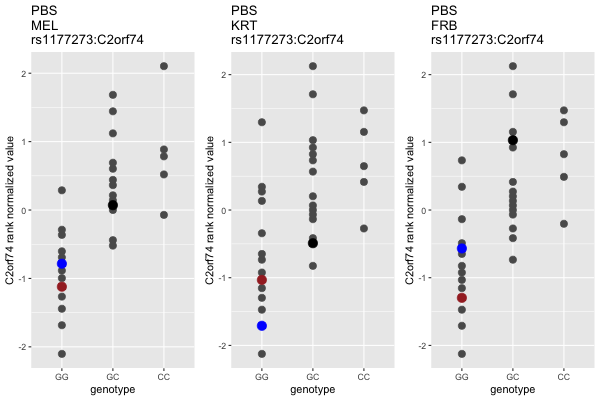 PBS
MEL
rs1177273:C2orf74
C2orf74 rank normalized value
2
1
0
-1
-2
GG
GC
CC
genotype
PBS
KRT
rs1177273:C2orf74
C2orf74 rank normalized value
2
1
0
-1
-2
GG
GC
CC
genotype
PBS
FRB
rs1177273:C2orf74
C2orf74 rank normalized value
2
1
0
-1
-2
GG
GC
CC
genotype